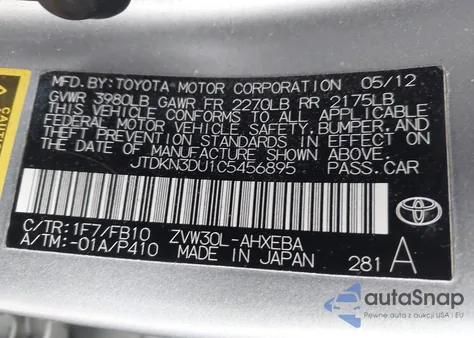 MFD.BY:TOYOTA MOTOR CORPORATION 05/12
GVWR 3980LB GAWR FR 2270LB RR 2175LB
THIS VEHICLE CONFORMS TO ALL APPLICABLE
FEDERAL MOTOR VEHICLE SAFETY,BUMPER,AND
THEFT PREVENTION STANDARDS IN EFFECT ON
THE DATE OF MANUFACTURE SHOWN ABOVE.
JTDKN3DU1C5456895 PASS.CAR
C/TR:1F7/FB10 ZVW30L-AHXEBA
A/TM:-01A/P410 MADE IN JAPAN 281 A
TOYOTA
CAUTI
autoSnap
Pewne auta z aukcji USA i EU